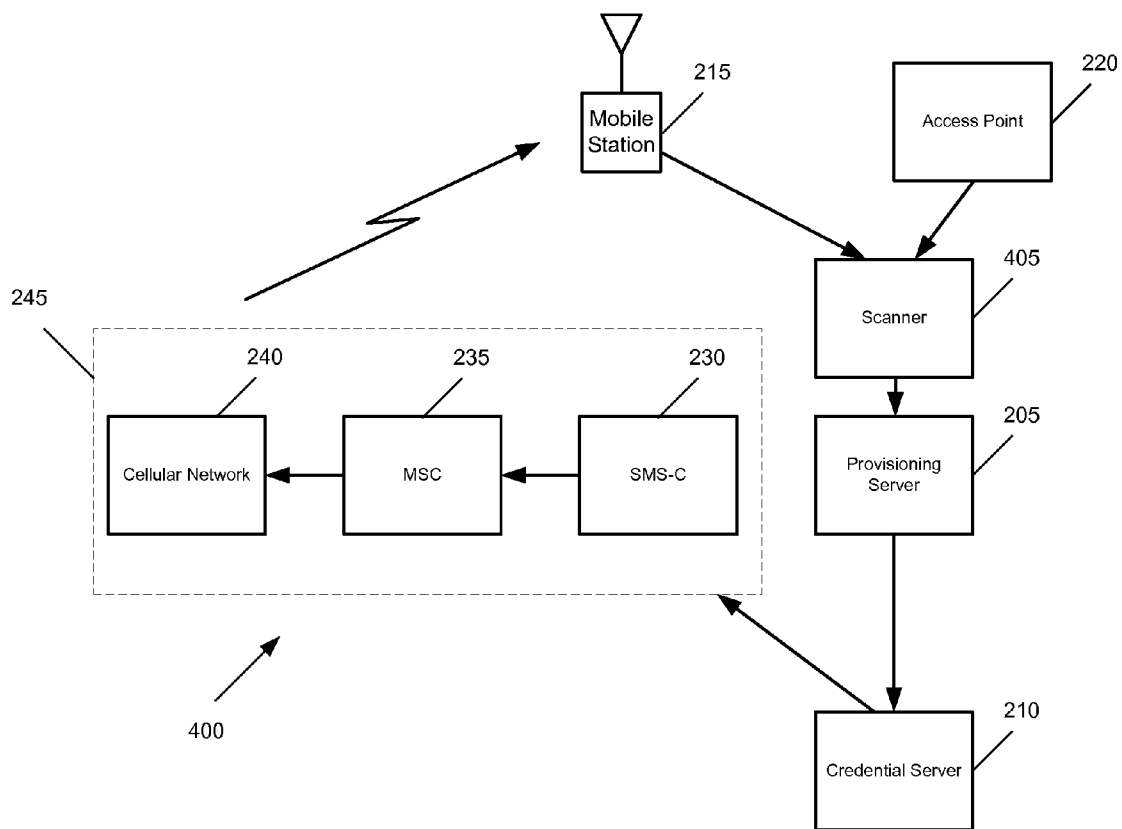 215
220
Mobile
Station
Access Point
405
Scanner
245
240
235
230
205
Cellular Network
MSC
SMS-C
Provisioning
Server
400
210
Credential Server